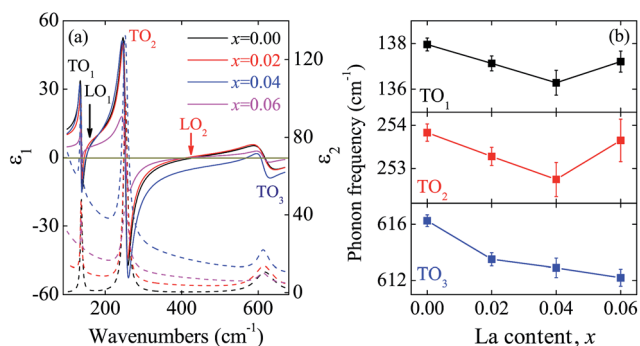 (a)
60
30
0
-30
-60
ε1
TO1
LO1
TO2
x=0.00
x=0.02
x=0.04
x=0.06
LO2
TO3
120
80
40
0
ε2
200
400
600
Wavenumbers (cm-1)
(b)
138
136
TO1
254
253
TO2
616
612
TO3
Phonon frequency (cm-1)
0.00
0.02
0.04
0.06
La content, x